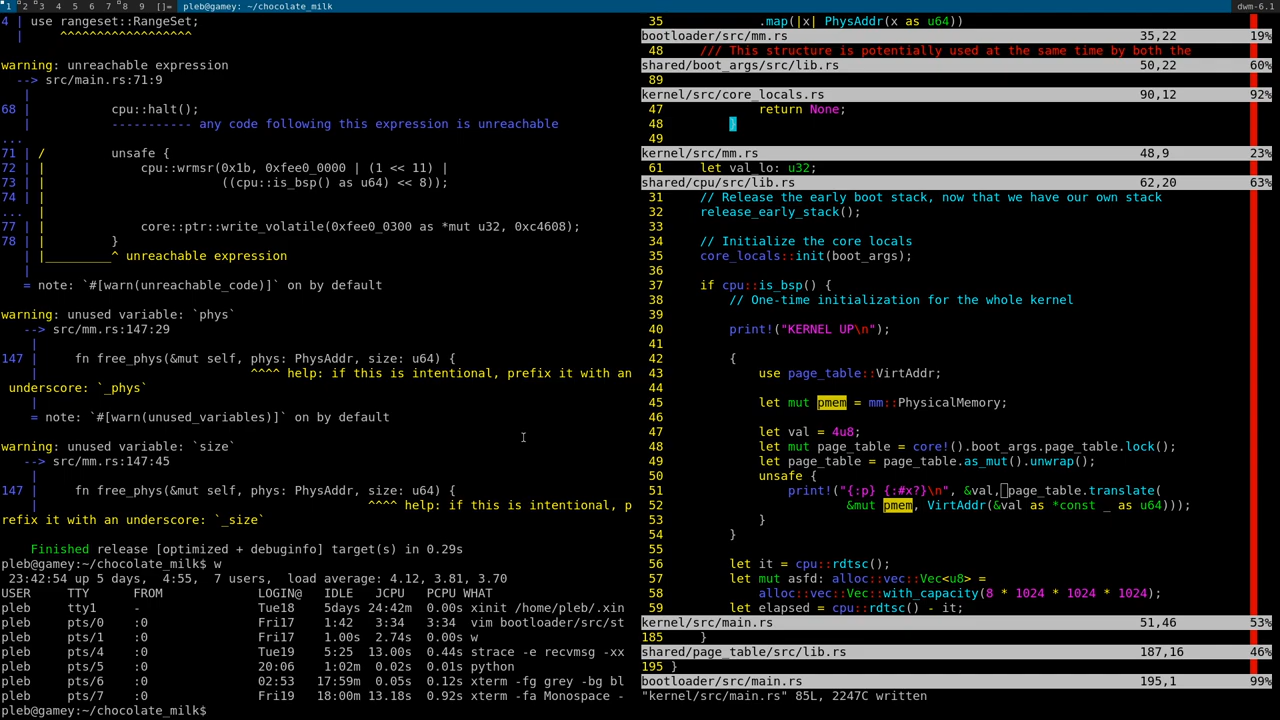 1 2 3 4 5 6 7 8 9 []= pleb@gamey: ~/chocolate_milk dwm-6.1
4 | use rangeset::RangeSet;
  |     ^^^^^^^^^^^^^^^^^^
warning: unreachable expression
  --> src/main.rs:71:9
   |
68 |         cpu::halt();
   |         ----------- any code following this expression is unreachable
...
71 | /         unsafe {
72 | |             cpu::wrmsr(0x1b, 0xfee0_0000 | (1 << 11) |
73 | |                        ((cpu::is_bsp() as u64) << 8));
74 | |
...  |
77 | |             core::ptr::write_volatile(0xfee0_0300 as *mut u32, 0xc4608);
78 | |         }
   | |_________^ unreachable expression
   |
   = note: `#[warn(unreachable_code)]` on by default
warning: unused variable: `phys`
   --> src/mm.rs:147:29
    |
147 |     fn free_phys(&mut self, phys: PhysAddr, size: u64) {
    |                             ^^^^ help: if this is intentional, prefix it with an
 underscore: `_phys`
    |
    = note: `#[warn(unused_variables)]` on by default
warning: unused variable: `size`
   --> src/mm.rs:147:45
    |
147 |     fn free_phys(&mut self, phys: PhysAddr, size: u64) {
    |                                             ^^^^ help: if this is intentional, p
refix it with an underscore: `_size`
    Finished release [optimized + debuginfo] target(s) in 0.29s
pleb@gamey:~/chocolate_milk$ w
 23:42:54 up 5 days,  4:55,  7 users,  load average: 4.12, 3.81, 3.70
USER     TTY      FROM             LOGIN@   IDLE   JCPU   PCPU WHAT
pleb     tty1     -                Tue18    5days 24:42m  0.00s xinit /home/pleb/.xin
pleb     pts/0    :0               Fri17    1:42   3:34   3:34 vim bootloader/src/st
pleb     pts/1    :0               Fri17    1.00s  2.74s  0.00s w
pleb     pts/4    :0               Tue19    5:25  13.00s  0.44s strace -e recvmsg -xx
pleb     pts/5    :0               20:06    1:02m  0.02s  0.01s python
pleb     pts/6    :0               02:53   17:59m  0.05s  0.12s xterm -fg grey -bg bl
pleb     pts/7    :0               Fri19   18:00m 13.18s  0.92s xterm -fa Monospace -
pleb@gamey:~/chocolate_milk$
35             .map(|x| PhysAddr(x as u64))
bootloader/src/mm.rs 35,22 19%
48     /// This structure is potentially used at the same time by both the
shared/boot_args/src/lib.rs 50,22 60%
89
kernel/src/core_locals.rs 90,12 92%
47             return None;
48         }
49
kernel/src/mm.rs 48,9 23%
61     let val_lo: u32;
shared/cpu/src/lib.rs 62,20 63%
31     // Release the early boot stack, now that we have our own stack
32     release_early_stack();
33
34     // Initialize the core locals
35     core_locals::init(boot_args);
36
37     if cpu::is_bsp() {
38         // One-time initialization for the whole kernel
39
40         print!("KERNEL UP\n");
41
42         {
43             use page_table::VirtAddr;
44
45             let mut pmem = mm::PhysicalMemory;
46
47             let val = 4u8;
48             let mut page_table = core!().boot_args.page_table.lock();
49             let page_table = page_table.as_mut().unwrap();
50             unsafe {
51                 print!("{:p} {:#x?}\n", &val, page_table.translate(
52                         &mut pmem, VirtAddr(&val as *const _ as u64)));
53             }
54         }
55
56         let it = cpu::rdtsc();
57         let mut asfd: alloc::vec::Vec<u8> =
58             alloc::vec::Vec::with_capacity(8 * 1024 * 1024 * 1024);
59         let elapsed = cpu::rdtsc() - it;
kernel/src/main.rs 51,46 53%
185     }
shared/page_table/src/lib.rs 187,16 46%
195 }
bootloader/src/main.rs 195,1 99%
"kernel/src/main.rs" 85L, 2247C written